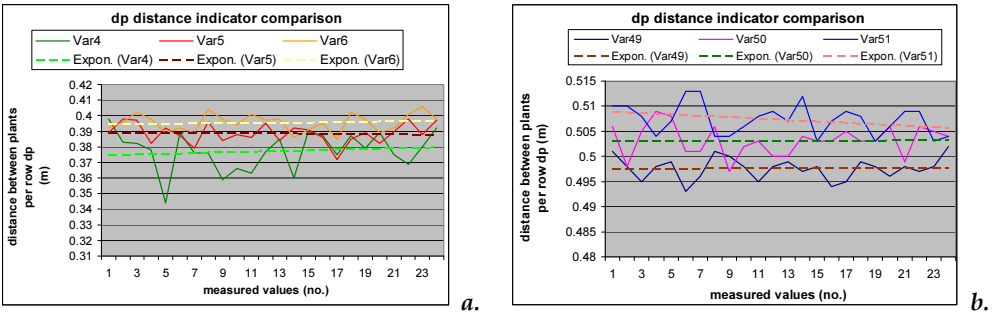 dp distance indicator comparison
Var4 Var5 Var6
Expon. (Var4) Expon. (Var5) Expon. (Var6)
distance between plants
per row dp
(m)
0.42
0.41
0.4
0.39
0.38
0.37
0.36
0.35
0.34
0.33
0.32
0.31
1 3 5 7 9 11 13 15 17 19 21 23
measured values (no.)
a.
dp distance indicator comparison
Var49 Var50 Var51
Expon. (Var49) Expon. (Var50) Expon. (Var51)
distance between plants
per row dp (m)
0.515
0.51
0.505
0.5
0.495
0.49
0.485
0.48
1 3 5 7 9 11 13 15 17 19 21 23
measured values (no.)
b.